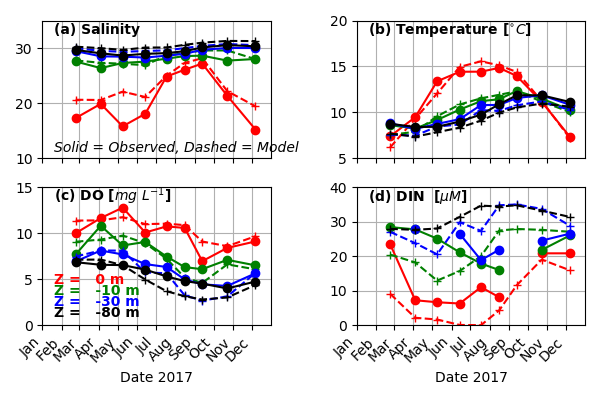 (a) Salinity
30
20
10
Solid = Observed, Dashed = Model
(b) Temperature [°C]
20
15
10
5
(c) DO [mg L⁻¹]
15
10
5
0
Z =   0 m
Z =   -10 m
Z =   -30 m
Z =   -80 m
Jan Feb Mar Apr May Jun Jul Aug Sep Oct Nov Dec
Date 2017
(d) DIN  [μM]
40
30
20
10
0
Jan Feb Mar Apr May Jun Jul Aug Sep Oct Nov Dec
Date 2017